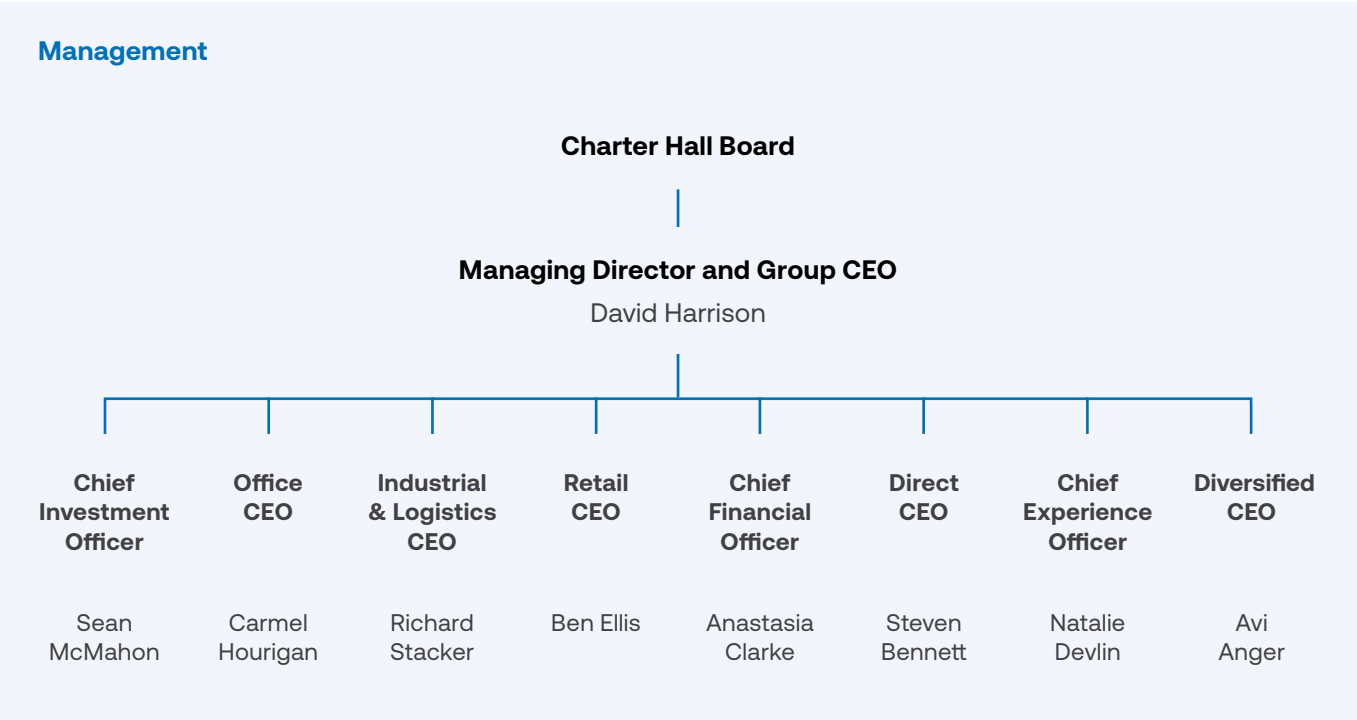 Management
Charter Hall Board
Managing Director and Group CEO
David Harrison
Chief
Investment
Officer
Sean
McMahon
Office
CEO
Carmel
Hourigan
Industrial
& Logistics
CEO
Richard
Stacker
Retail
CEO
Ben Ellis
Chief
Financial
Officer
Anastasia
Clarke
Direct
CEO
Steven
Bennett
Chief
Experience
Officer
Natalie
Devlin
Diversified
CEO
Avi
Anger